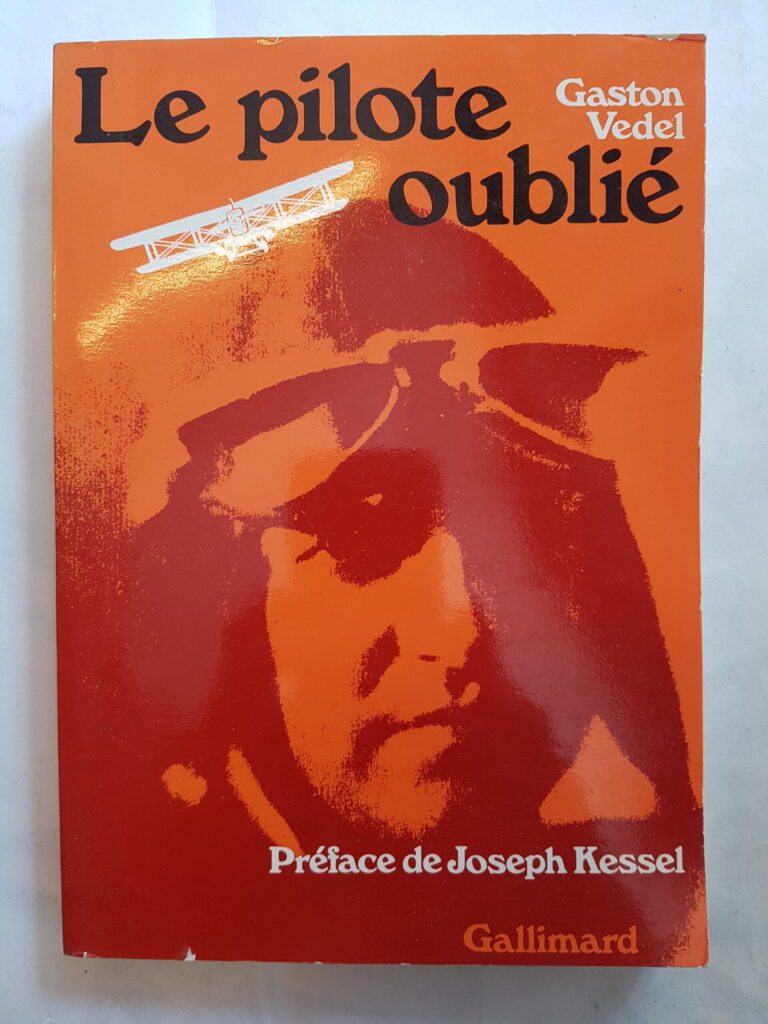 Le pilote
oublié
Gaston
Vedel
Préface de Joseph Kessel
Gallimard